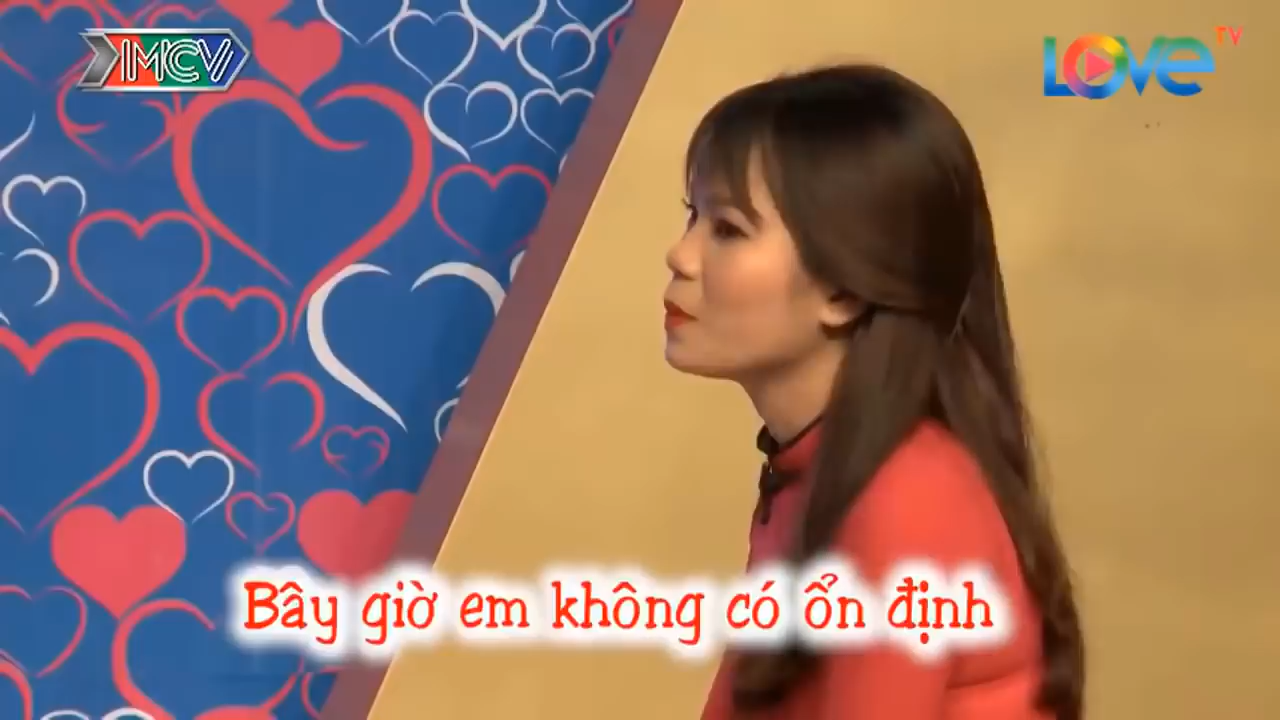 MCV
LOVE TV
Bây giờ em không có ổn định